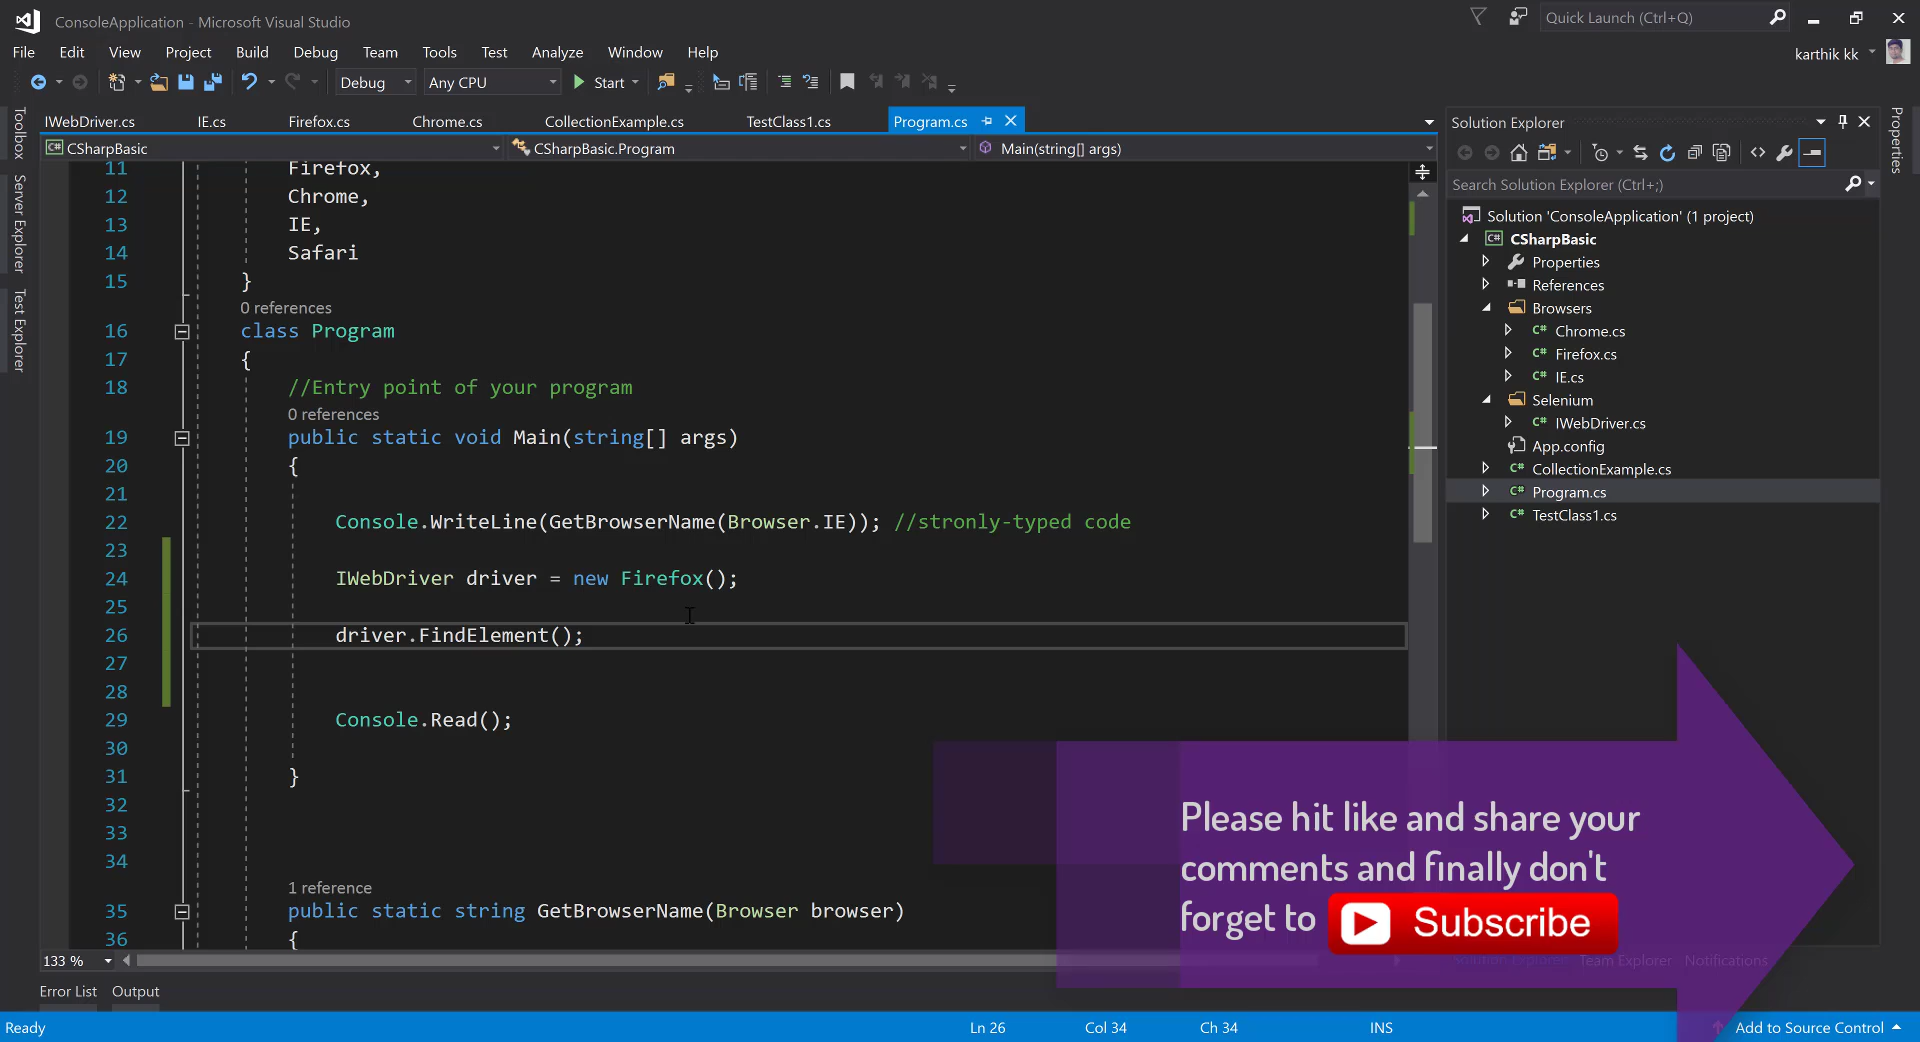 ConsoleApplication - Microsoft Visual Studio
Quick Launch (Ctrl+Q)
File Edit View Project Build Debug Team Tools Test Analyze Window Help
karthik kk
Debug Any CPU Start
IWebDriver.cs IE.cs Firefox.cs Chrome.cs CollectionExample.cs TestClass1.cs Program.cs
CSharpBasic CSharpBasic.Program Main(string[] args)
Toolbox
Server Explorer
Test Explorer
11 Firefox,
12 Chrome,
13 IE,
14 Safari
15 }
0 references
16 class Program
17 {
18 //Entry point of your program
0 references
19 public static void Main(string[] args)
20 {
21
22 Console.WriteLine(GetBrowserName(Browser.IE)); //stronly-typed code
23
24 IWebDriver driver = new Firefox();
25
26 driver.FindElement();
27
28
29 Console.Read();
30
31 }
32
33
34
1 reference
35 public static string GetBrowserName(Browser browser)
36 {
133 %
Error List Output
Solution Explorer
Search Solution Explorer (Ctrl+;)
Solution 'ConsoleApplication' (1 project)
C# CSharpBasic
Properties
References
Browsers
C# Chrome.cs
C# Firefox.cs
C# IE.cs
Selenium
C# IWebDriver.cs
App.config
C# CollectionExample.cs
C# Program.cs
C# TestClass1.cs
Properties
Please hit like and share your
comments and finally don't
forget to Subscribe
Solution Explorer Team Explorer Notifications
Ready Ln 26 Col 34 Ch 34 INS Add to Source Control